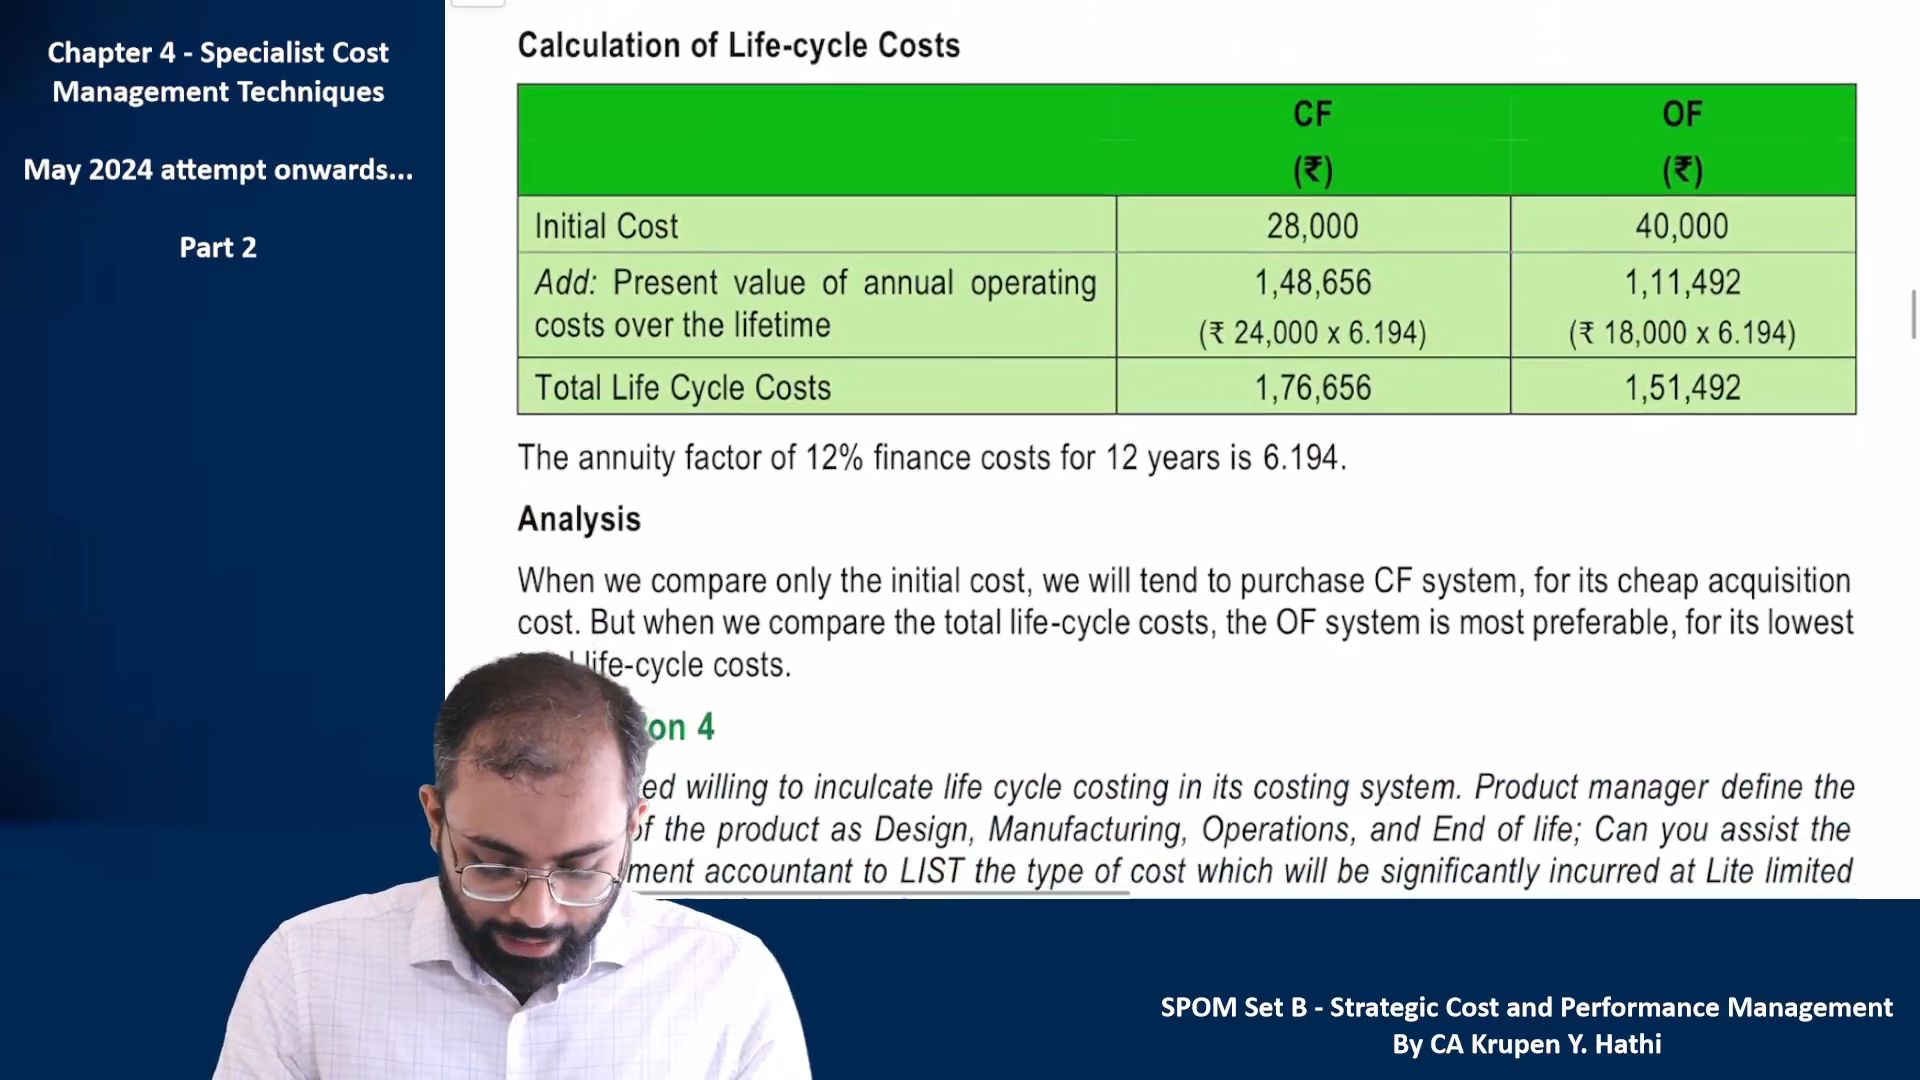 Chapter 4 - Specialist Cost
Management Techniques
May 2024 attempt onwards...
Part 2
Calculation of Life-cycle Costs
CF OF
(₹) (₹)
Initial Cost 28,000 40,000
Add: Present value of annual operating 1,48,656 1,11,492
costs over the lifetime (₹ 24,000 x 6.194) (₹ 18,000 x 6.194)
Total Life Cycle Costs 1,76,656 1,51,492
The annuity factor of 12% finance costs for 12 years is 6.194.
Analysis
When we compare only the initial cost, we will tend to purchase CF system, for its cheap acquisition
cost. But when we compare the total life-cycle costs, the OF system is most preferable, for its lowest
life-cycle costs.
on 4
ed willing to inculcate life cycle costing in its costing system. Product manager define the
of the product as Design, Manufacturing, Operations, and End of life; Can you assist the
ment accountant to LIST the type of cost which will be significantly incurred at Lite limited
SPOM Set B - Strategic Cost and Performance Management
By CA Krupen Y. Hathi